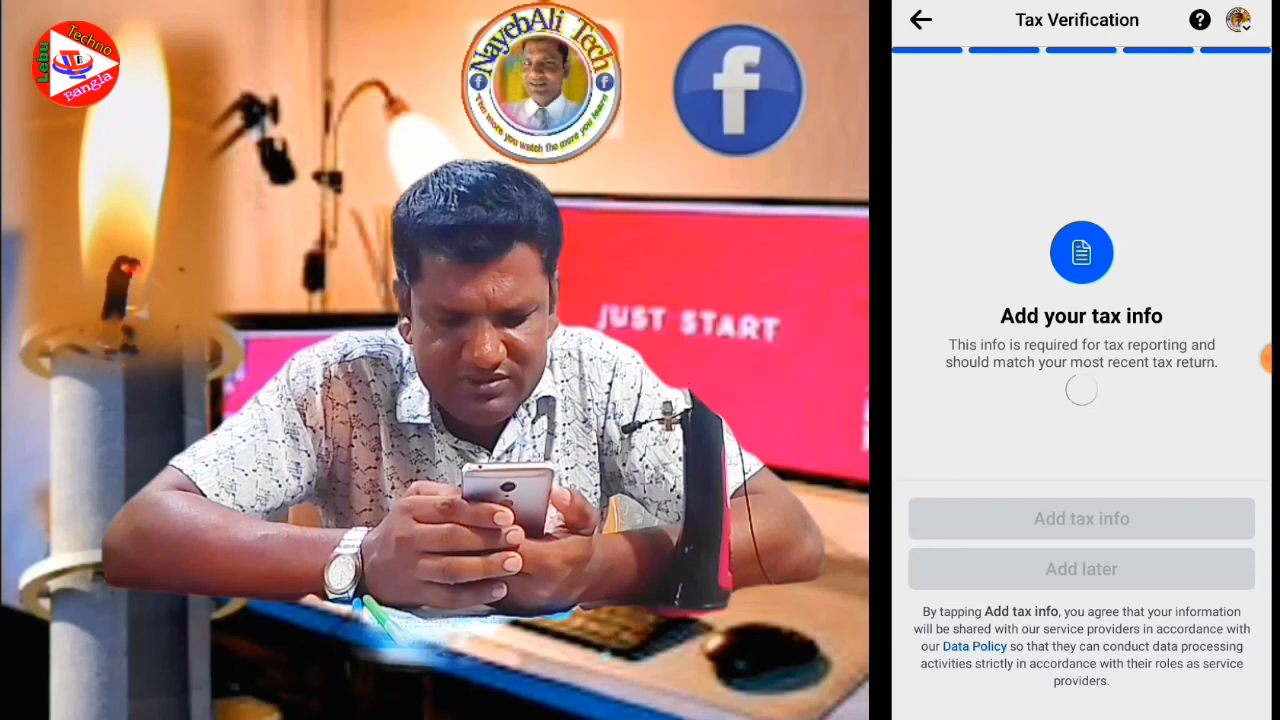 Lebu
Techno
Bangla
NayebAli Tech
The more you watch the more you learn
JUST START
Tax Verification
Add your tax info
This info is required for tax reporting and
should match your most recent tax return.
Add tax info
Add later
By tapping Add tax info, you agree that your information
will be shared with our service providers in accordance with
our Data Policy so that they can conduct data processing
activities strictly in accordance with their roles as service
providers.